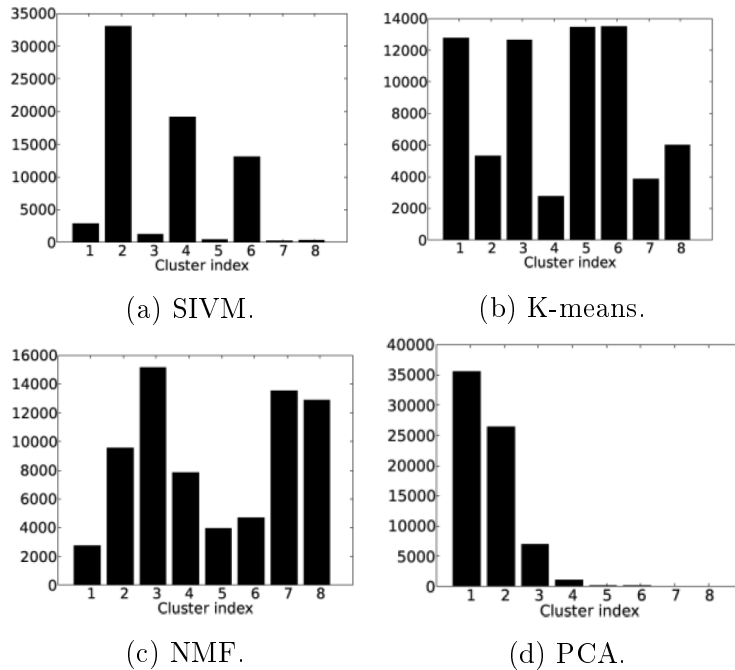 35000
30000
25000
20000
15000
10000
5000
0
1 2 3 4 5 6 7 8
Cluster index
(a) SIVM.
14000
12000
10000
8000
6000
4000
2000
0
1 2 3 4 5 6 7 8
Cluster index
(b) K-means.
16000
14000
12000
10000
8000
6000
4000
2000
0
1 2 3 4 5 6 7 8
Cluster index
(c) NMF.
40000
35000
30000
25000
20000
15000
10000
5000
0
1 2 3 4 5 6 7 8
Cluster index
(d) PCA.